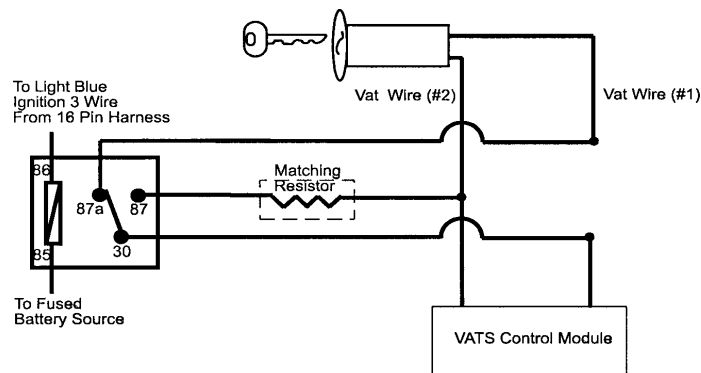 To Light Blue
Ignition 3 Wire
From 16 Pin Harness
Vat Wire (#2)
Vat Wire (#1)
86
87a
87
85
30
Matching
Resistor
To Fused
Battery Source
VATS Control Module